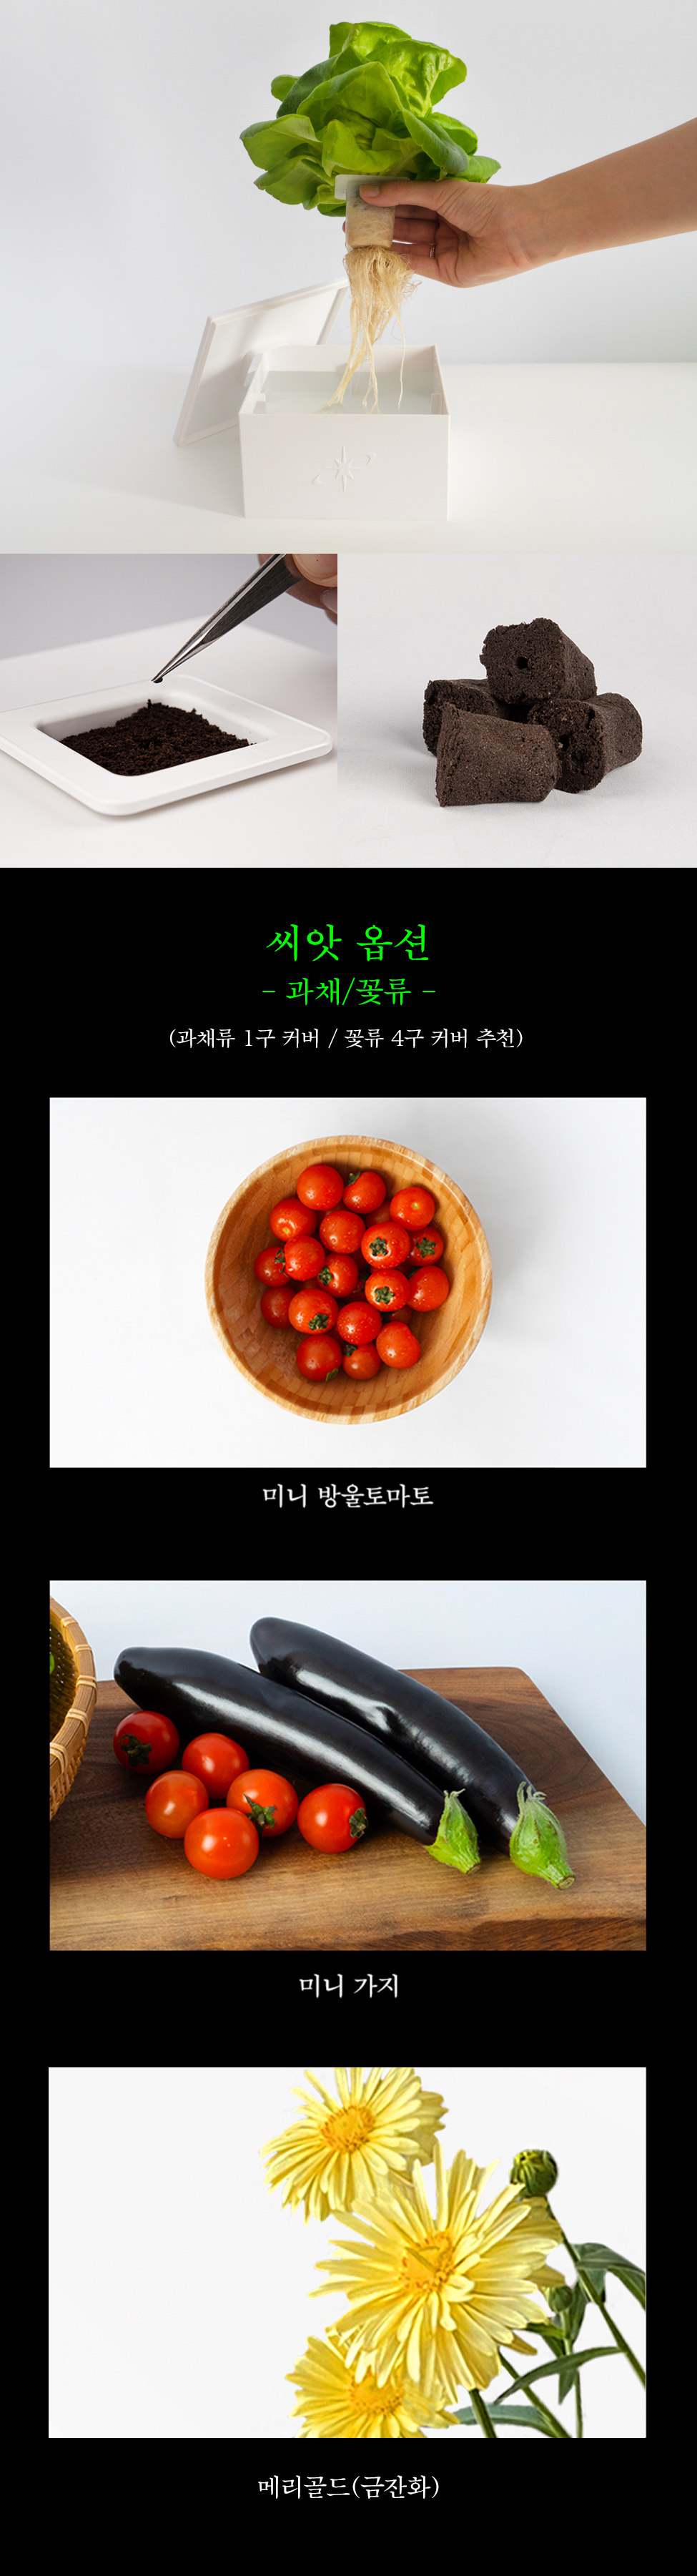 씨앗 옵션
- 과채/꽃류 -
(과채류 1구 커버 / 꽃류 4구 커버 추천)
미니 방울토마토
미니 가지
메리골드(금잔화)